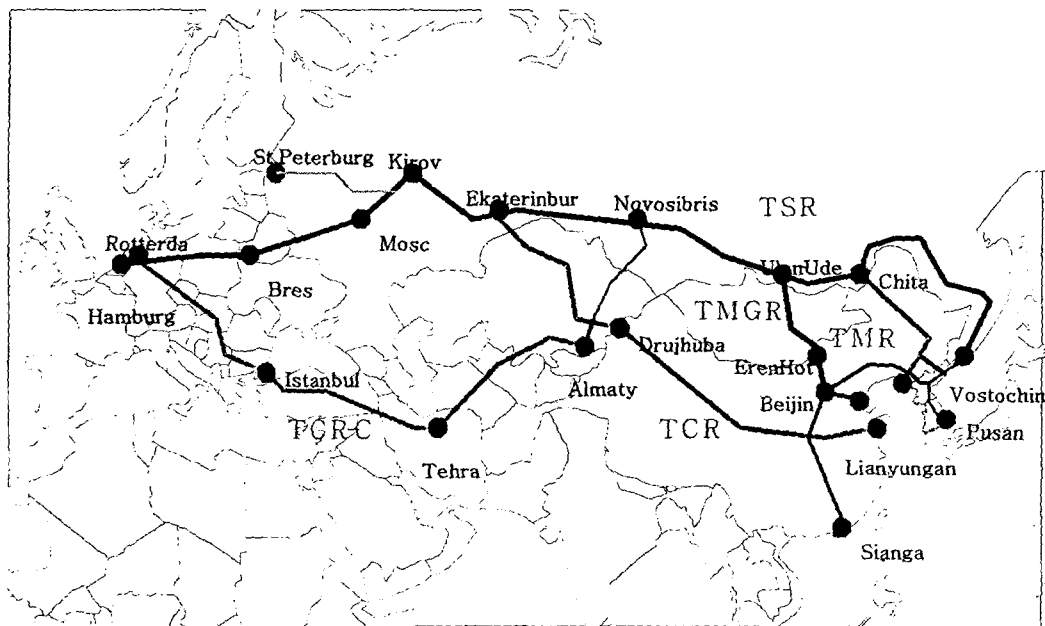 St Peterburg
Kirov
Ekaterinbur
Novosibris
TSR
Rotterda
Mosc
UlanUde
Chita
Bres
Hamburg
TMGR
TMR
Drujhuba
ErenHot
Istanbul
Almaty
Beijin
Vostochin
TCRC
TCR
Pusan
Tehra
Lianyungan
Sianga